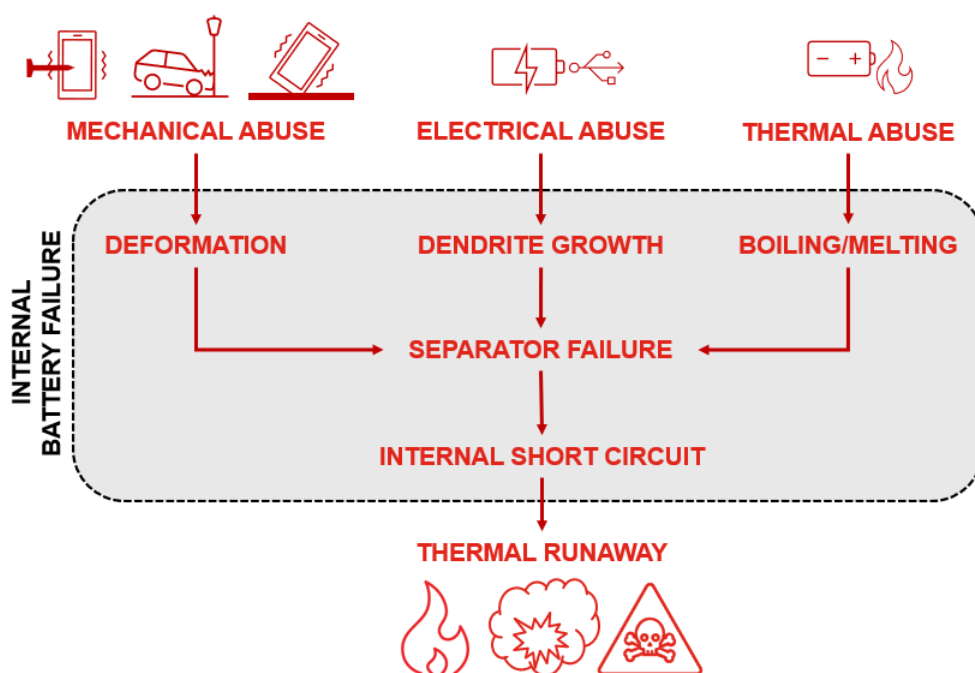 MECHANICAL ABUSE
ELECTRICAL ABUSE
THERMAL ABUSE
INTERNAL
BATTERY FAILURE
DEFORMATION
DENDRITE GROWTH
BOILING/MELTING
SEPARATOR FAILURE
INTERNAL SHORT CIRCUIT
THERMAL RUNAWAY